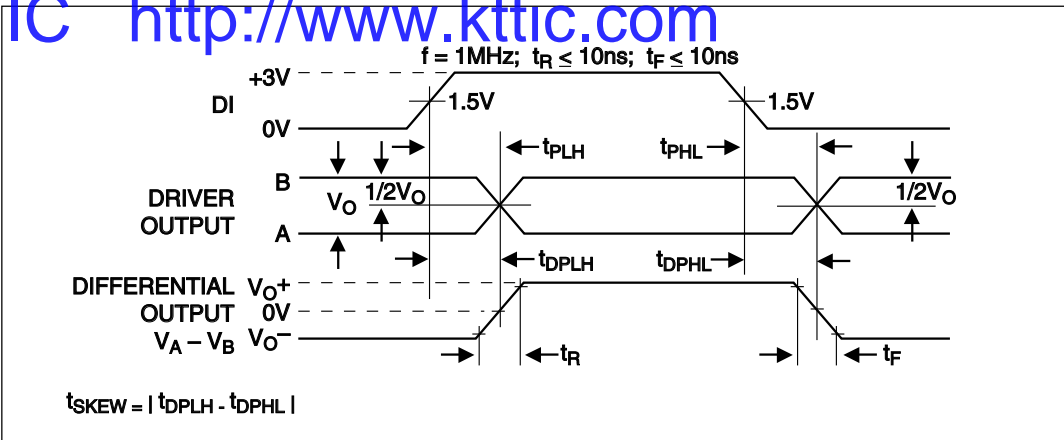 IC http://www.kttic.com
f = 1MHz; tR ≤ 10ns; tF ≤ 10ns
+3V
DI
1.5V
1.5V
0V
tPLH
tPHL
B
DRIVER
OUTPUT
VO
1/2VO
1/2VO
A
tDPLH
tDPHL
DIFFERENTIAL VO+
OUTPUT 0V
VA – VB VO–
tR
tF
tSKEW = | tDPLH - tDPHL |